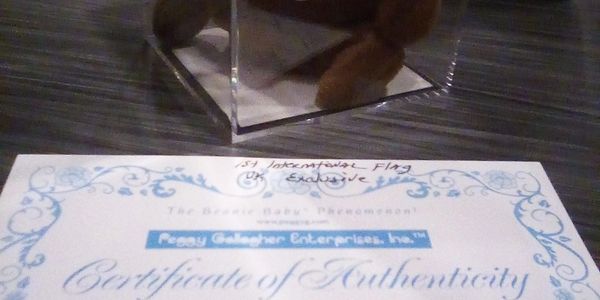 1st International Flag
UK Exclusive
The Beanie Baby® Phenomenon!
Peggy Gallagher Enterprises, Inc.™
Certificate of Authenticity